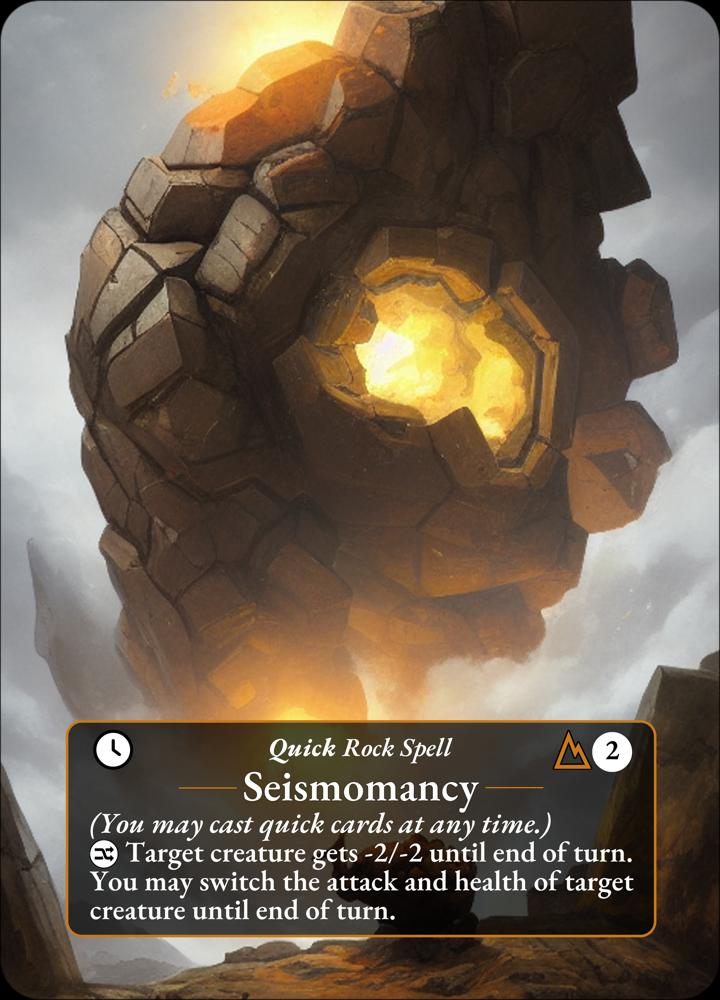 Quick Rock Spell
2
Seismomancy
(You may cast quick cards at any time.)
Target creature gets -2/-2 until end of turn.
You may switch the attack and health of target
creature until end of turn.